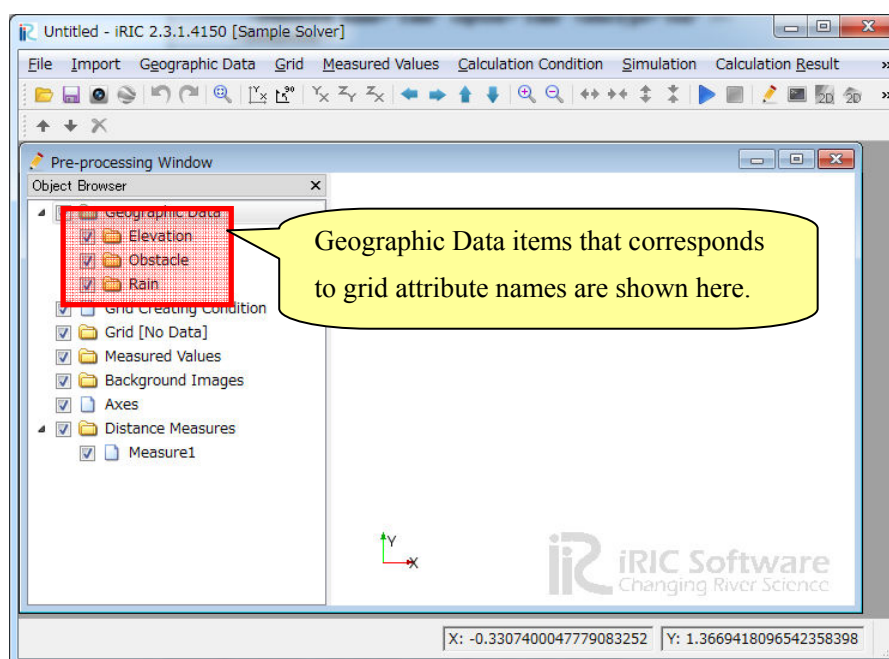 Untitled - iRIC 2.3.1.4150 [Sample Solver]
File Import Geographic Data Grid Measured Values Calculation Condition Simulation Calculation Result »
Pre-processing Window
Object Browser
Geographic Data
Elevation
Obstacle
Rain
Grid Creating Condition
Grid [No Data]
Measured Values
Background Images
Axes
Distance Measures
Measure1
Geographic Data items that corresponds
to grid attribute names are shown here.
Y
X
iRIC Software
Changing River Science
X: -0.3307400047779083252 Y: 1.3669418096542358398